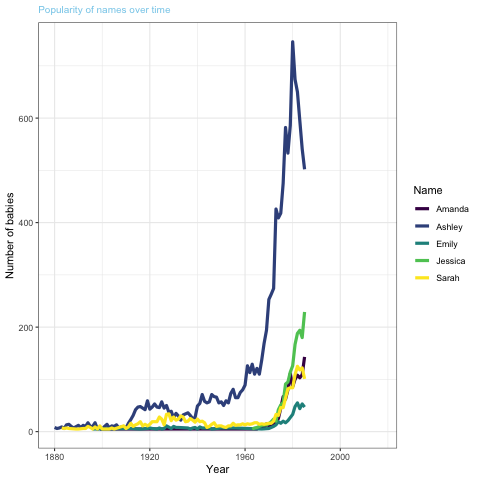 Popularity of names over time
Number of babies
600
400
200
0
1880
1920
1960
2000
Year
Name
Amanda
Ashley
Emily
Jessica
Sarah